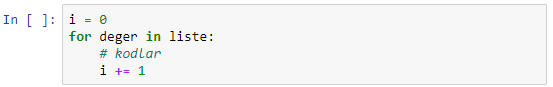 In [ ]: i = 0
for deger in liste:
    # kodlar
    i += 1